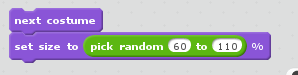 next costume
set size to pick random 60 to 110 %